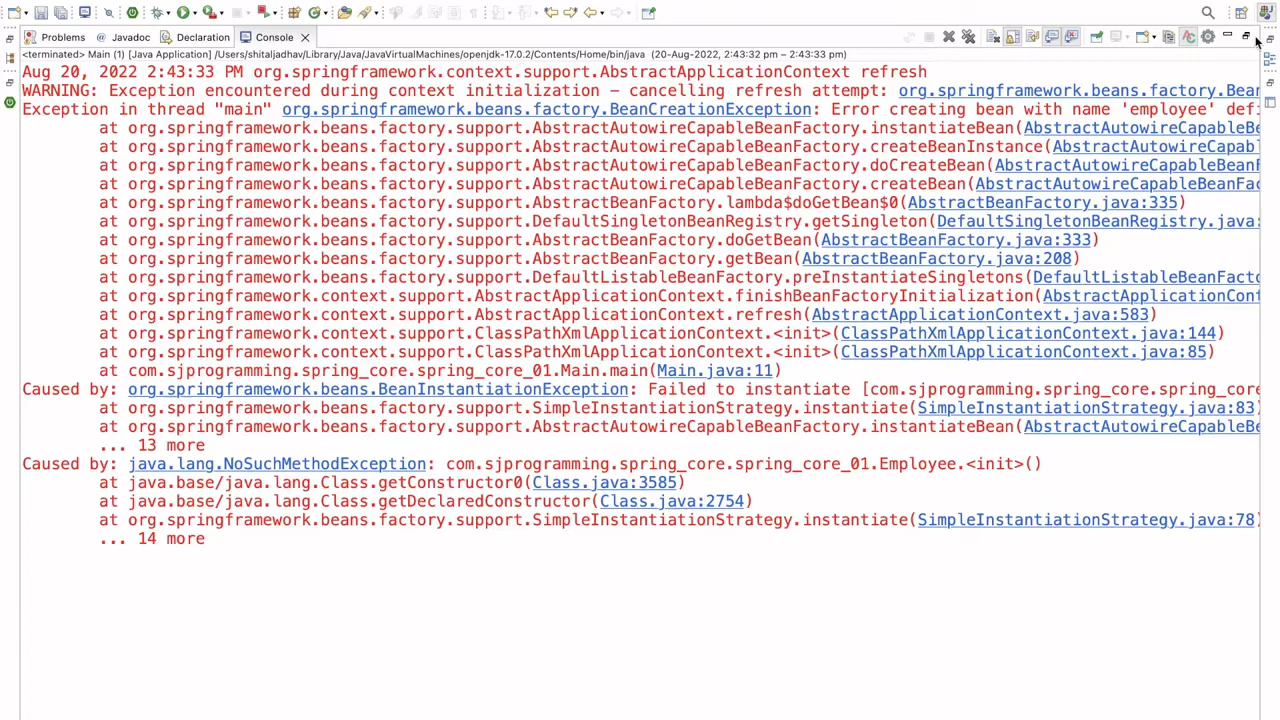 Problems Javadoc Declaration Console
<terminated> Main (1) [Java Application] /Users/shitaljadhav/Library/Java/JavaVirtualMachines/openjdk-17.0.2/Contents/Home/bin/java (20-Aug-2022, 2:43:32 pm – 2:43:33 pm)
Aug 20, 2022 2:43:33 PM org.springframework.context.support.AbstractApplicationContext refresh
WARNING: Exception encountered during context initialization - cancelling refresh attempt: org.springframework.beans.factory.Bean
Exception in thread "main" org.springframework.beans.factory.BeanCreationException: Error creating bean with name 'employee' defi
at org.springframework.beans.factory.support.AbstractAutowireCapableBeanFactory.instantiateBean(AbstractAutowireCapableBe
at org.springframework.beans.factory.support.AbstractAutowireCapableBeanFactory.createBeanInstance(AbstractAutowireCapabl
at org.springframework.beans.factory.support.AbstractAutowireCapableBeanFactory.doCreateBean(AbstractAutowireCapableBeanF
at org.springframework.beans.factory.support.AbstractAutowireCapableBeanFactory.createBean(AbstractAutowireCapableBeanFac
at org.springframework.beans.factory.support.AbstractBeanFactory.lambda$doGetBean$0(AbstractBeanFactory.java:335)
at org.springframework.beans.factory.support.DefaultSingletonBeanRegistry.getSingleton(DefaultSingletonBeanRegistry.java:
at org.springframework.beans.factory.support.AbstractBeanFactory.doGetBean(AbstractBeanFactory.java:333)
at org.springframework.beans.factory.support.AbstractBeanFactory.getBean(AbstractBeanFactory.java:208)
at org.springframework.beans.factory.support.DefaultListableBeanFactory.preInstantiateSingletons(DefaultListableBeanFacto
at org.springframework.context.support.AbstractApplicationContext.finishBeanFactoryInitialization(AbstractApplicationCont
at org.springframework.context.support.AbstractApplicationContext.refresh(AbstractApplicationContext.java:583)
at org.springframework.context.support.ClassPathXmlApplicationContext.<init>(ClassPathXmlApplicationContext.java:144)
at org.springframework.context.support.ClassPathXmlApplicationContext.<init>(ClassPathXmlApplicationContext.java:85)
at com.sjprogramming.spring_core.spring_core_01.Main.main(Main.java:11)
Caused by: org.springframework.beans.BeanInstantiationException: Failed to instantiate [com.sjprogramming.spring_core.spring_core
at org.springframework.beans.factory.support.SimpleInstantiationStrategy.instantiate(SimpleInstantiationStrategy.java:83)
at org.springframework.beans.factory.support.AbstractAutowireCapableBeanFactory.instantiateBean(AbstractAutowireCapableBe
... 13 more
Caused by: java.lang.NoSuchMethodException: com.sjprogramming.spring_core.spring_core_01.Employee.<init>()
at java.base/java.lang.Class.getConstructor0(Class.java:3585)
at java.base/java.lang.Class.getDeclaredConstructor(Class.java:2754)
at org.springframework.beans.factory.support.SimpleInstantiationStrategy.instantiate(SimpleInstantiationStrategy.java:78)
... 14 more